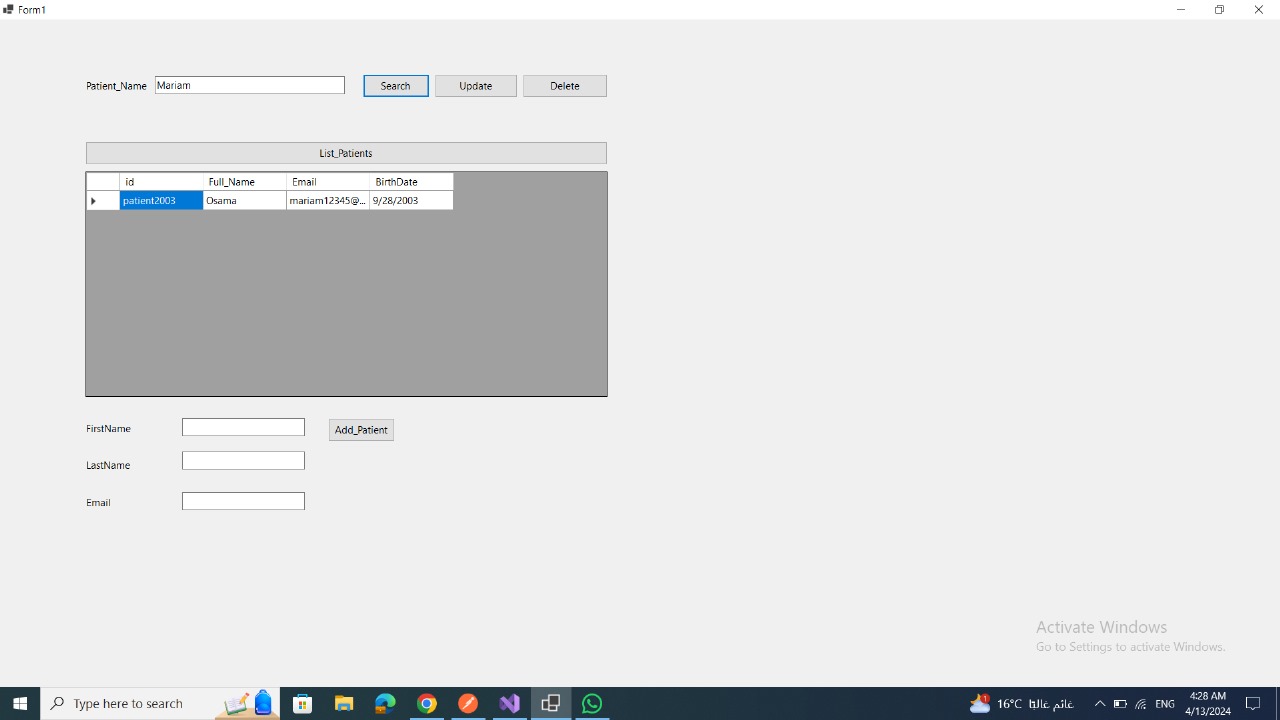 Form1
Patient_Name Mariam Search Update Delete
List_Patients
id Full_Name Email BirthDate
patient2003 Osama mariam12345@... 9/28/2003
FirstName Add_Patient
LastName
Email
Activate Windows
Go to Settings to activate Windows.
Type here to search
1
16°C غائم غالبا
ENG
4:28 AM
4/13/2024